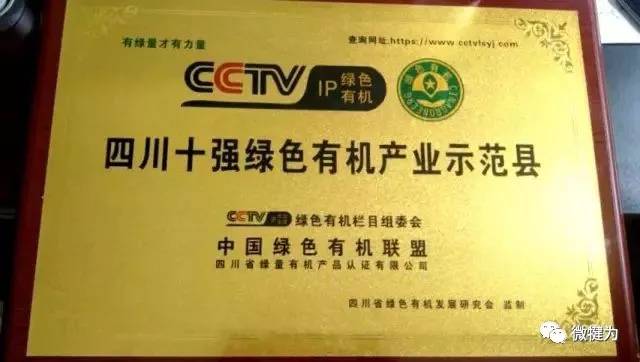 有绿量才有力量
查询网址:https://www.cctvlsyj.com
CCTV IP 绿色有机
四川十强绿色有机产业示范县
CCTV 绿色有机栏目组委会
中国绿色有机联盟
四川省绿量有机产品认证有限公司
四川省绿色有机发展研究会 监制
微犍为